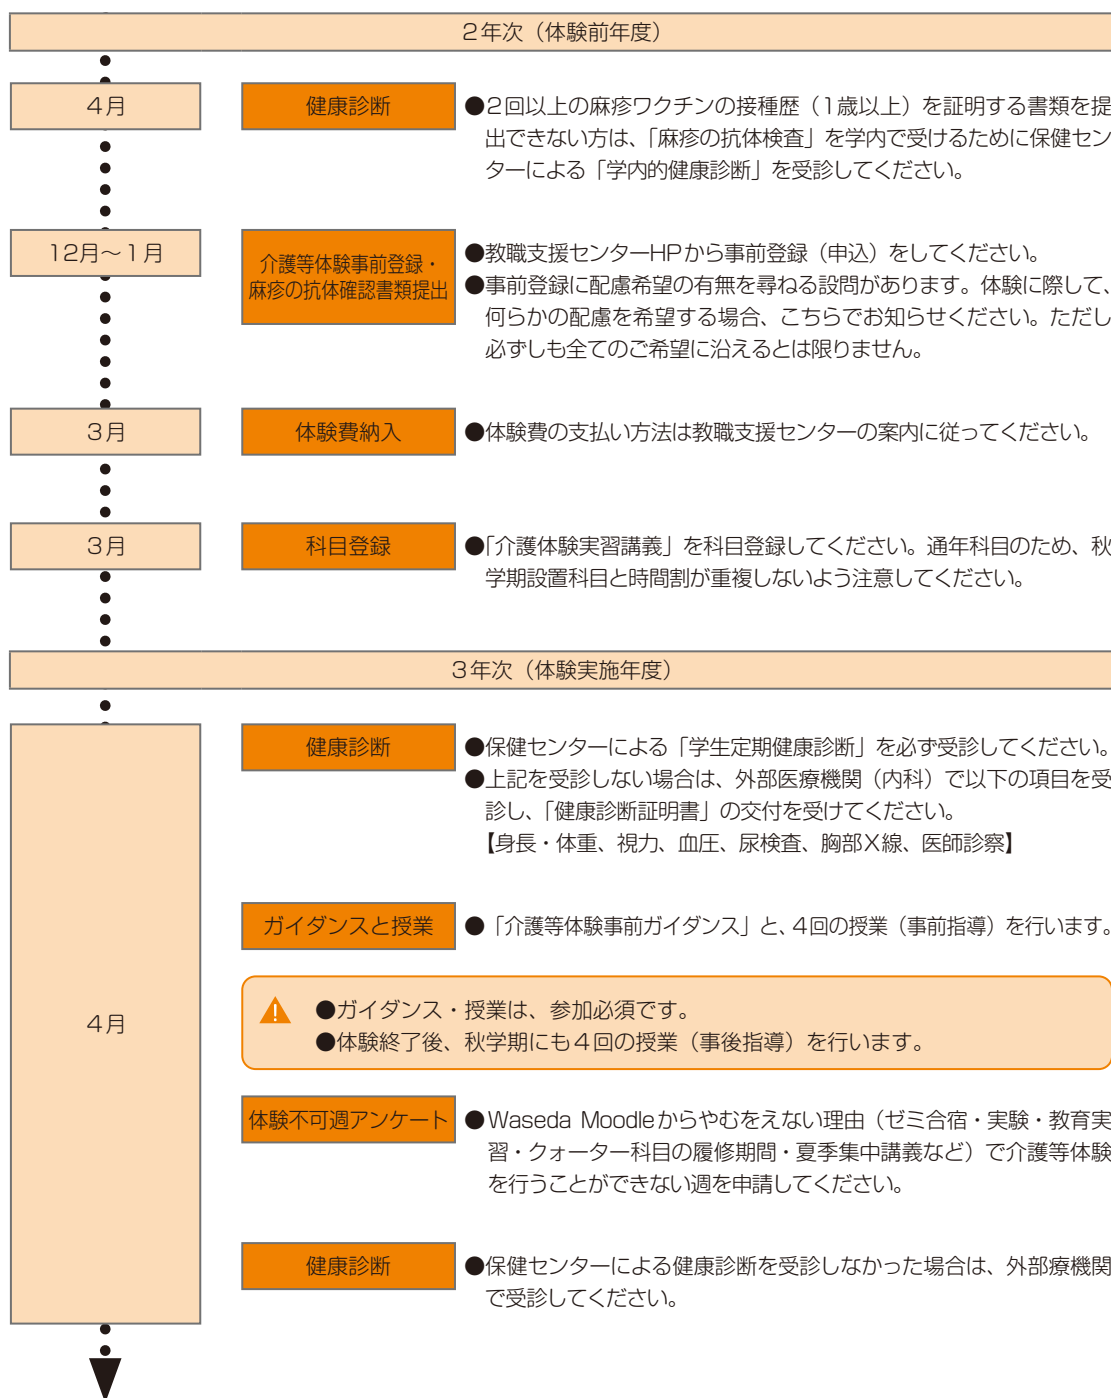 ２年次（体験前年度）
４月
健康診断
●２回以上の麻疹ワクチンの接種歴（１歳以上）を証明する書類を提
出できない方は、「麻疹の抗体検査」を学内で受けるために保健セン
ターによる「学内的健康診断」を受診してください。
12月～１月
介護等体験事前登録・
麻疹の抗体確認書類提出
●教職支援センターHPから事前登録（申込）をしてください。
●事前登録に配慮希望の有無を尋ねる設問があります。体験に際して、
何らかの配慮を希望する場合、こちらでお知らせください。ただし
必ずしも全てのご希望に沿えるとは限りません。
３月
体験費納入
●体験費の支払い方法は教職支援センターの案内に従ってください。
３月
科目登録
●「介護体験実習講義」を科目登録してください。通年科目のため、秋
学期設置科目と時間割が重複しないよう注意してください。
３年次（体験実施年度）
４月
健康診断
●保健センターによる「学生定期健康診断」を必ず受診してください。
●上記を受診しない場合は、外部医療機関（内科）で以下の項目を受
診し、「健康診断証明書」の交付を受けてください。
【身長・体重、視力、血圧、尿検査、胸部Ｘ線、医師診察】
ガイダンスと授業
●「介護等体験事前ガイダンス」と、４回の授業（事前指導）を行います。
●ガイダンス・授業は、参加必須です。
●体験終了後、秋学期にも４回の授業（事後指導）を行います。
体験不可週アンケート
●Waseda Moodleからやむをえない理由（ゼミ合宿・実験・教育実
習・クォーター科目の履修期間・夏季集中講義など）で介護等体験
を行うことができない週を申請してください。
健康診断
●保健センターによる健康診断を受診しなかった場合は、外部療機関
で受診してください。